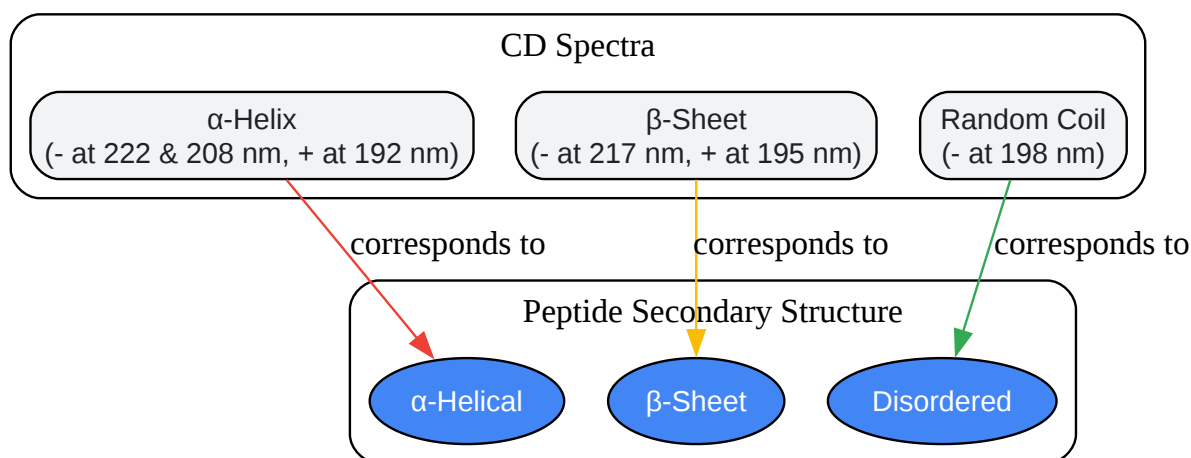 CD Spectra
α-Helix
(- at 222 & 208 nm, + at 192 nm)
β-Sheet
(- at 217 nm, + at 195 nm)
Random Coil
(- at 198 nm)
corresponds to
corresponds to
corresponds to
Peptide Secondary Structure
α-Helical
β-Sheet
Disordered